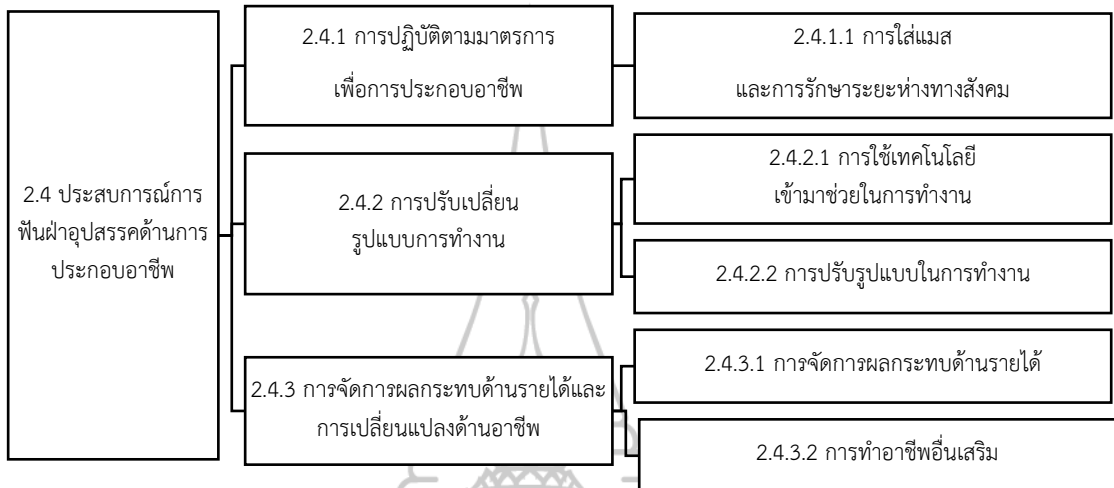 2.4 ประสบการณ์การ
ฟันฝ่าอุปสรรคด้านการ
ประกอบอาชีพ
2.4.1 การปฏิบัติตามมาตรการ
เพื่อการประกอบอาชีพ
2.4.1.1 การใส่แมส
และการรักษาระยะห่างทางสังคม
2.4.2 การปรับเปลี่ยน
รูปแบบการทำงาน
2.4.2.1 การใช้เทคโนโลยี
เข้ามาช่วยในการทำงาน
2.4.2.2 การปรับรูปแบบในการทำงาน
2.4.3 การจัดการผลกระทบด้านรายได้และ
การเปลี่ยนแปลงด้านอาชีพ
2.4.3.1 การจัดการผลกระทบด้านรายได้
2.4.3.2 การทำอาชีพอื่นเสริม